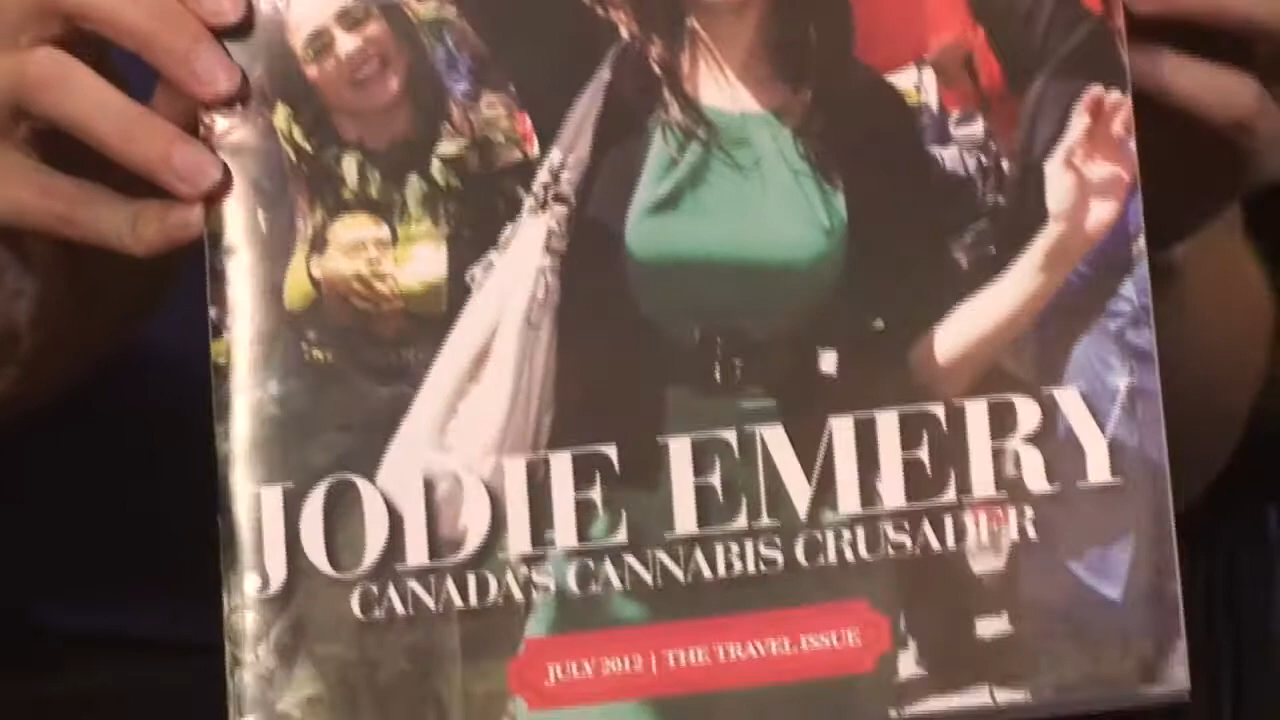 JODIE EMERY
CANADA'S CANNABIS CRUSADER
JULY 2012 | THE TRAVEL ISSUE